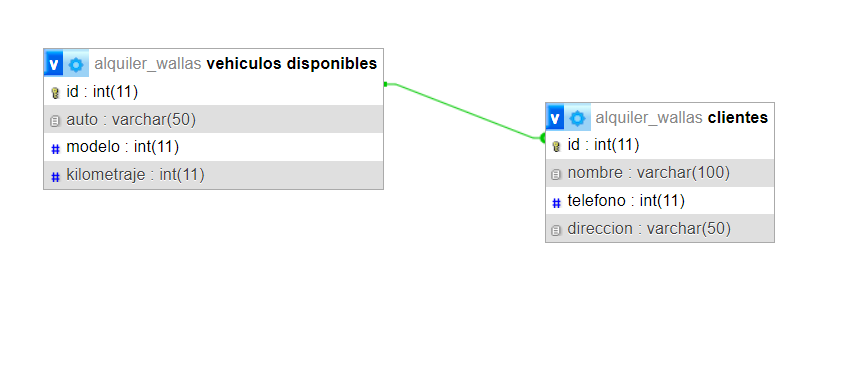 v alquiler_wallas vehiculos disponibles
id : int(11)
auto : varchar(50)
# modelo : int(11)
# kilometraje : int(11)
v alquiler_wallas clientes
id : int(11)
nombre : varchar(100)
# telefono : int(11)
direccion : varchar(50)